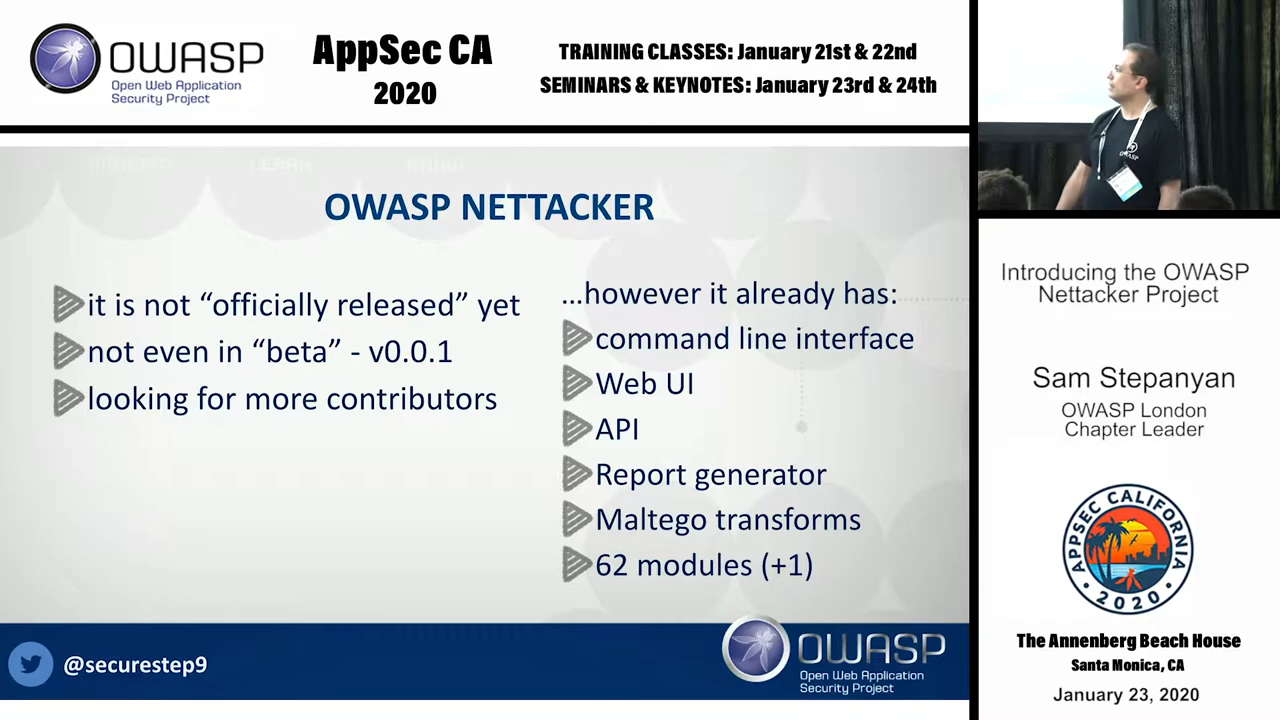 OWASP
Open Web Application
Security Project
AppSec CA
2020
TRAINING CLASSES: January 21st & 22nd
SEMINARS & KEYNOTES: January 23rd & 24th
OWASP NETTACKER
it is not “officially released” yet
not even in “beta” - v0.0.1
looking for more contributors
...however it already has:
command line interface
Web UI
API
Report generator
Maltego transforms
62 modules (+1)
@securestep9
OWASP
Open Web Application
Security Project
OWASP
Introducing the OWASP
Nettacker Project
Sam Stepanyan
OWASP London
Chapter Leader
APPSEC CALIFORNIA
• 2020 •
The Annenberg Beach House
Santa Monica, CA
January 23, 2020